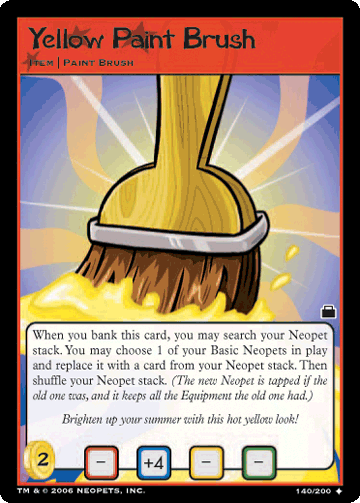 Yellow Paint Brush
Item | Paint Brush
When you bank this card, you may search your Neopet
stack. You may choose 1 of your Basic Neopets in play
and replace it with a card from your Neopet stack. Then
shuffle your Neopet stack. (The new Neopet is tapped if the
old one was, and it keeps all the Equipment the old one had.)
Brighten up your summer with this hot yellow look!
2 – +4 – –
TM & © 2006 NEOPETS, INC. 140/200 ◆